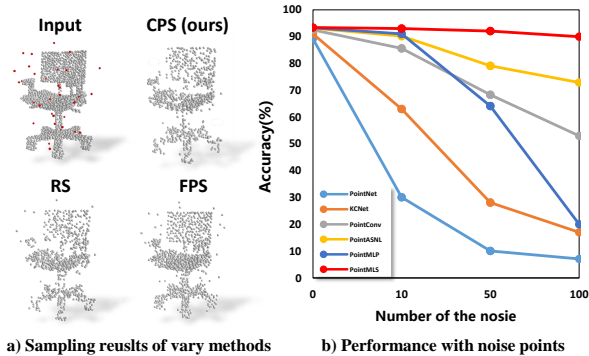 Input
CPS (ours)
RS
FPS
a) Sampling reuslts of vary methods
Accuracy(%)
100
90
80
70
60
50
40
30
20
10
0
PointNet
KCNet
PointConv
PointASNL
PointMLP
PointMLS
0
10
50
100
Number of the nosie
b) Performance with noise points